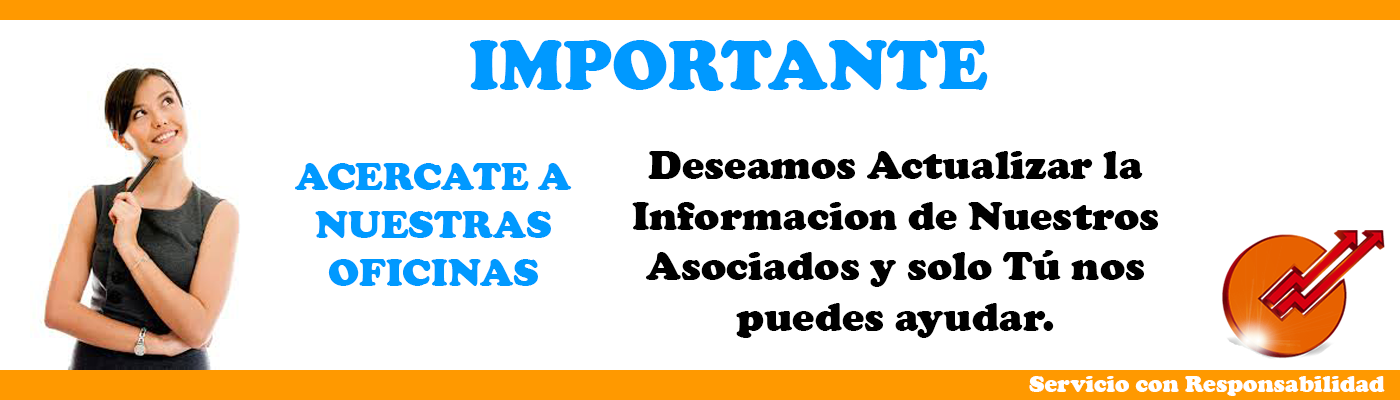 IMPORTANTE
ACERCATE A
NUESTRAS
OFICINAS
Deseamos Actualizar la
Informacion de Nuestros
Asociados y solo Tú nos
puedes ayudar.
Servicio con Responsabilidad